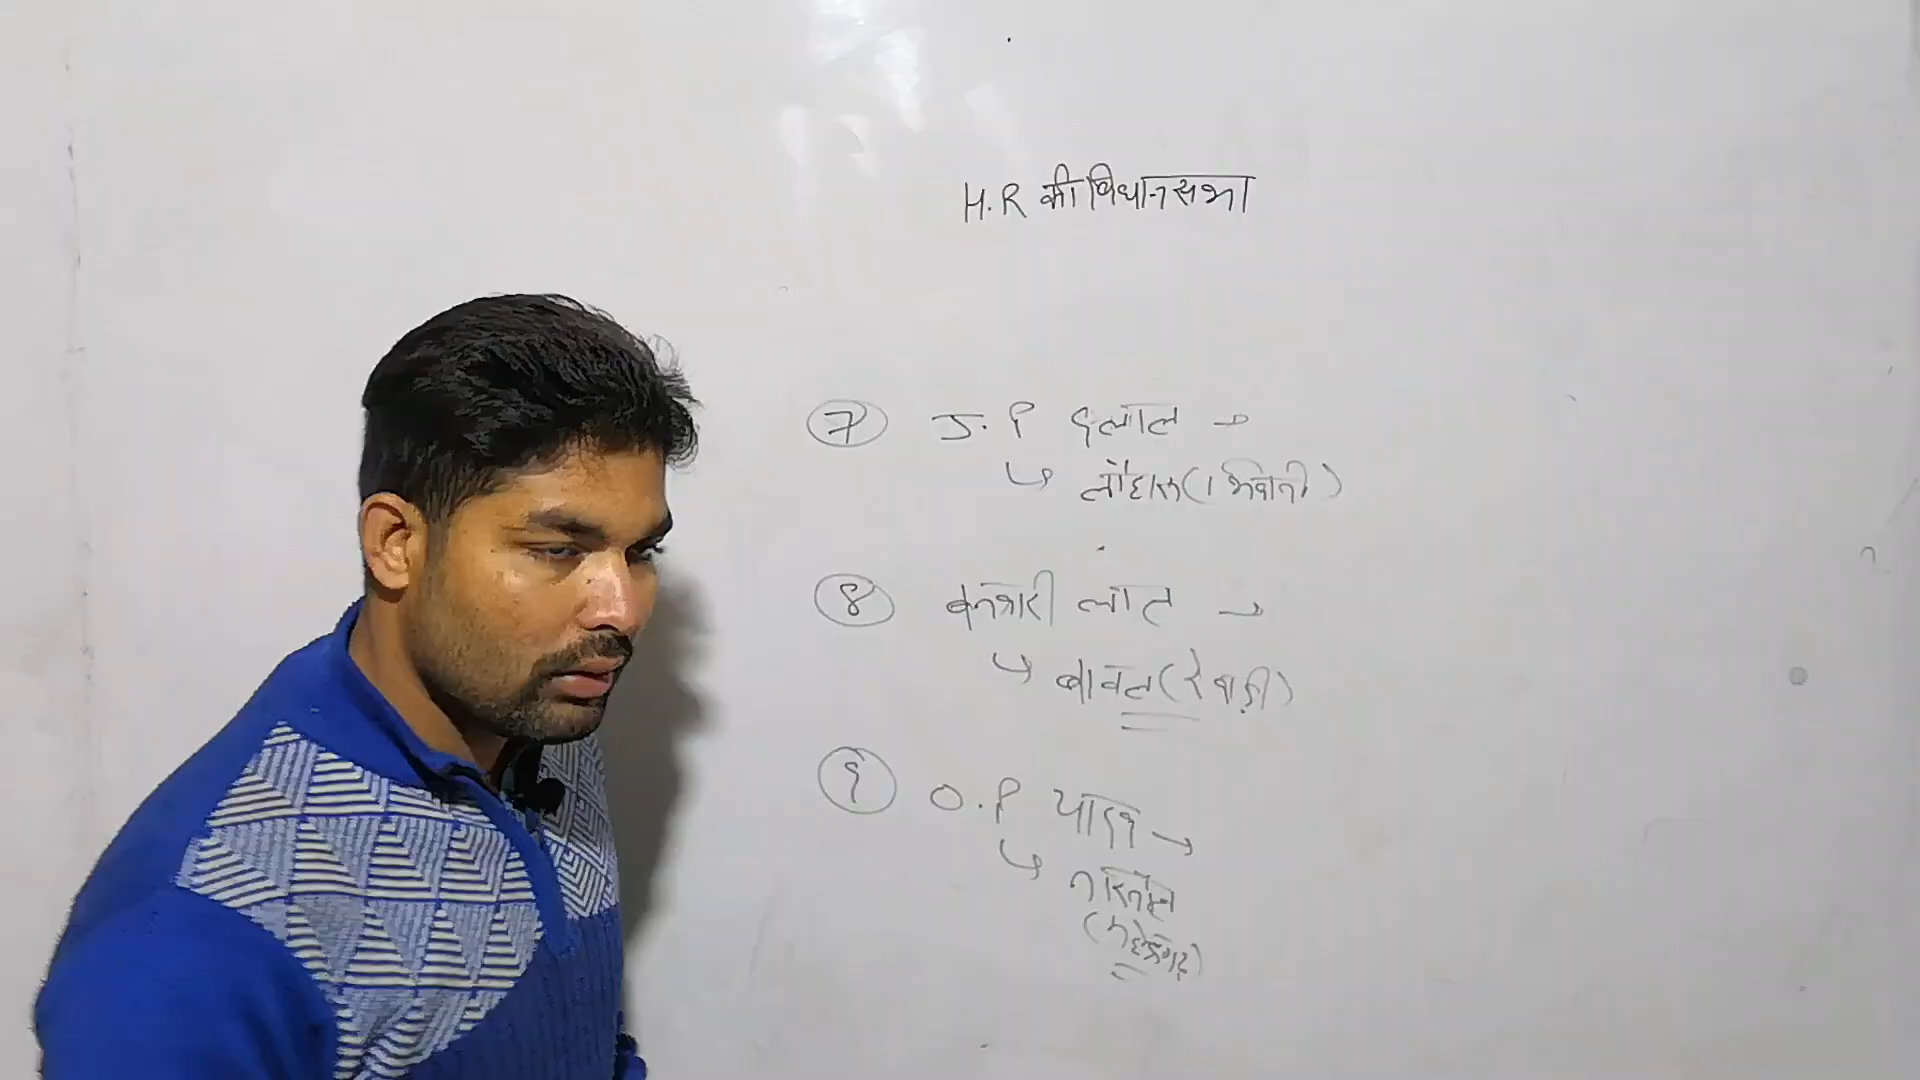 H.R की विधानसभा
7 J.P दलाल →
↳ लोहारू (भिवानी)
8 बनवारी लाल →
↳ बावल (रेवाड़ी)
9 O.P यादव →
↳ नारनौल
(महेन्द्रगढ़)